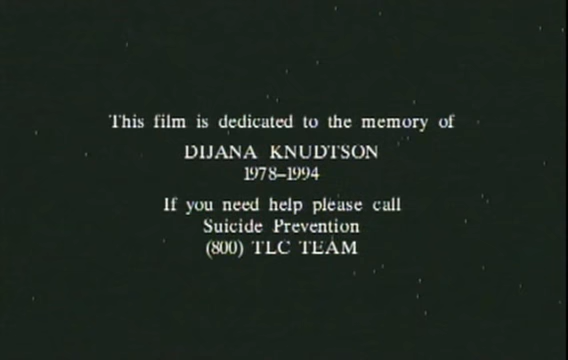 This film is dedicated to the memory of
DIJANA KNUDTSON
1978–1994
If you need help please call
Suicide Prevention
(800) TLC TEAM